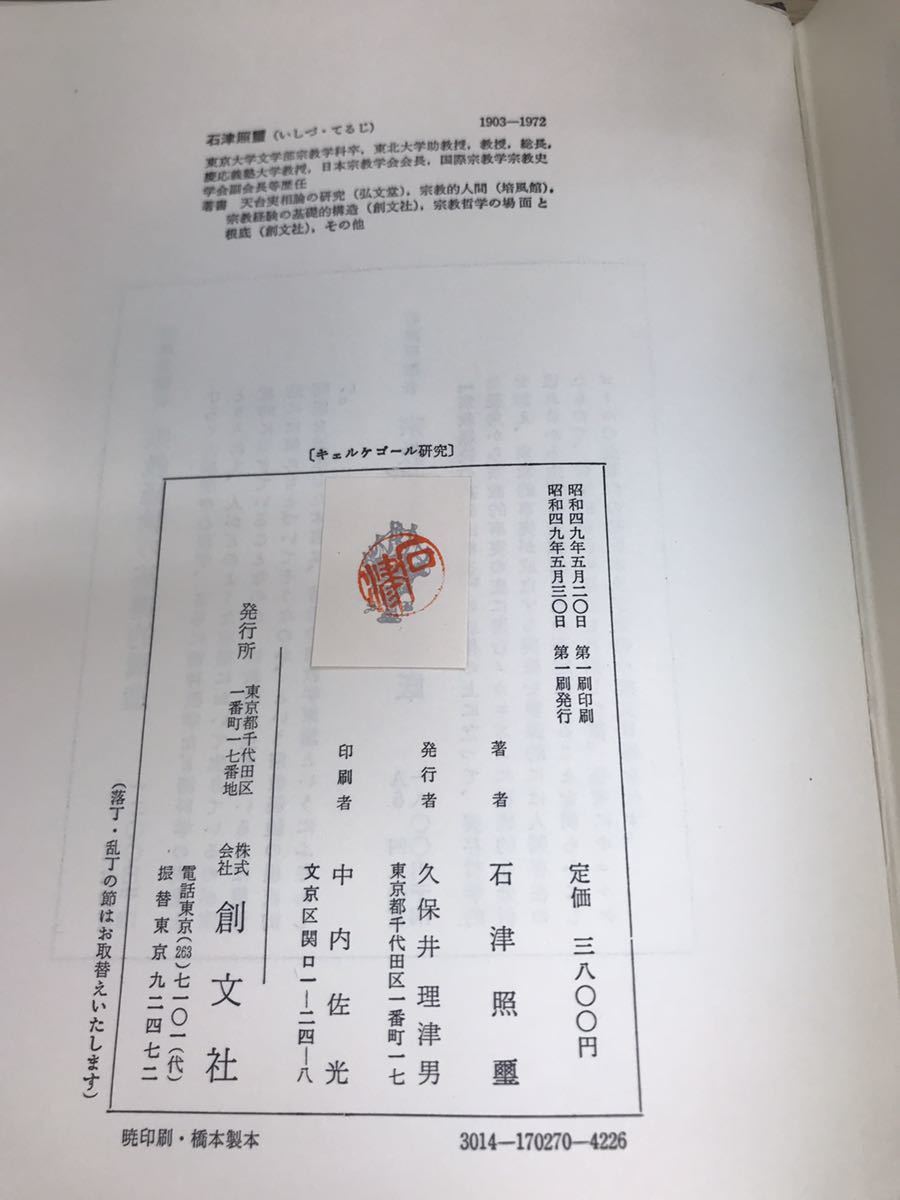 石津照璽(いしづ・てるじ) 1903—1972
東京大学文学部宗教学科卒,東北大学助教授,教授,総長,
慶応義塾大学教授,日本宗教学会会長,国際宗教学宗教史
学会副会長等歴任
著書 天台実相論の研究(弘文堂),宗教的人間(培風館),
宗教経験の基礎的構造(創文社),宗教哲学の場面と
根底(創文社),その他
〔キェルケゴール研究〕
昭和四九年五月二〇日 第一刷印刷
昭和四九年五月三〇日 第一刷発行
定価 三八〇〇円
著者 石津照璽
発行者 久保井理津男
東京都千代田区一番町一七
印刷者 中内佐光
文京区関口一—二四—八
石津
発行所
東京都千代田区
一番町一七番地
株式
会社
創文社
電話東京(263)七一〇一(代)
振替東京九二四七二
(落丁・乱丁の節はお取替えいたします)
暁印刷・橋本製本
3014—170270—4226